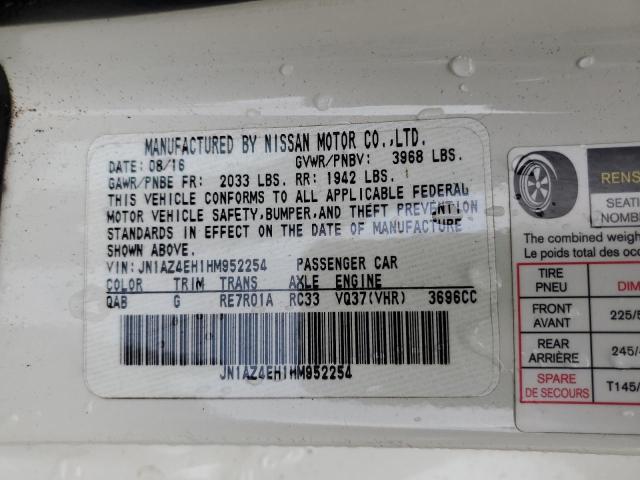 MANUFACTURED BY NISSAN MOTOR CO.,LTD.
DATE: 08/16 GVWR/PNBV: 3968 LBS.
GAWR/PNBE FR: 2033 LBS. RR: 1942 LBS.
THIS VEHICLE CONFORMS TO ALL APPLICABLE FEDERAL
MOTOR VEHICLE SAFETY,BUMPER,AND THEFT PREVENTION
STANDARDS IN EFFECT ON THE DATE OF MANUFACTURE
SHOWN ABOVE.
VIN: JN1AZ4EH1HM952254 PASSENGER CAR
COLOR TRIM TRANS AXLE ENGINE
QAB G RE7R01A RC33 VQ37(VHR) 3696CC
JN1AZ4EH1HM952254
RENS
SEATI
NO
The combined weigh
Le poids total des oc
TIRE
PNEU DIM
FRONT
AVANT 225/5
REAR
ARRIÈRE 245/4
SPARE
DE SECOURS T145/